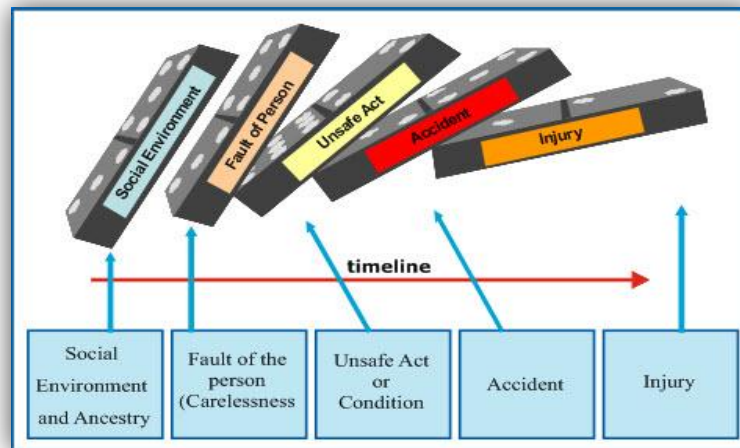 Social Environment
Fault of Person
Unsafe Act
Accident
Injury
timeline
Social
Environment
and Ancestry
Fault of the
person
(Carelessness
Unsafe Act
or
Condition
Accident
Injury